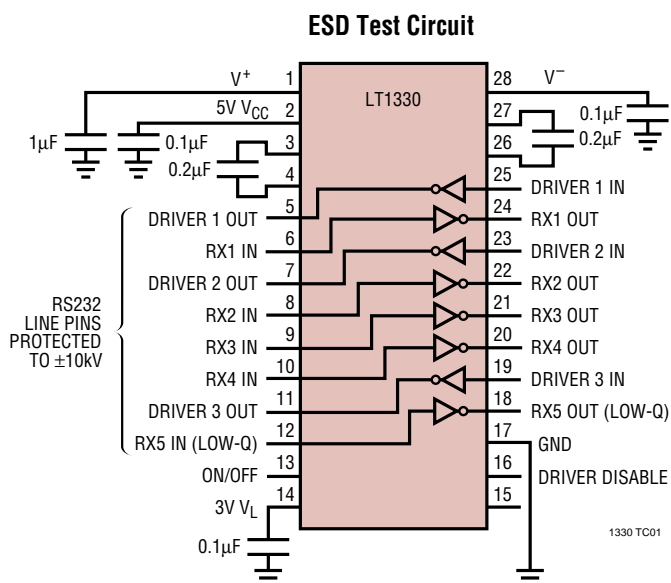 ESD Test Circuit
LT1330
V+ 1
5V VCC 2
3
4
1µF
0.1µF
0.2µF
DRIVER 1 OUT 5
RX1 IN 6
DRIVER 2 OUT 7
RX2 IN 8
RX3 IN 9
RX4 IN 10
DRIVER 3 OUT 11
RX5 IN (LOW-Q) 12
ON/OFF 13
3V VL 14
0.1µF
RS232
LINE PINS
PROTECTED
TO ±10kV
28 V–
27
26
0.1µF
0.2µF
25 DRIVER 1 IN
24 RX1 OUT
23 DRIVER 2 IN
22 RX2 OUT
21 RX3 OUT
20 RX4 OUT
19 DRIVER 3 IN
18 RX5 OUT (LOW-Q)
17 GND
16 DRIVER DISABLE
15
1330 TC01